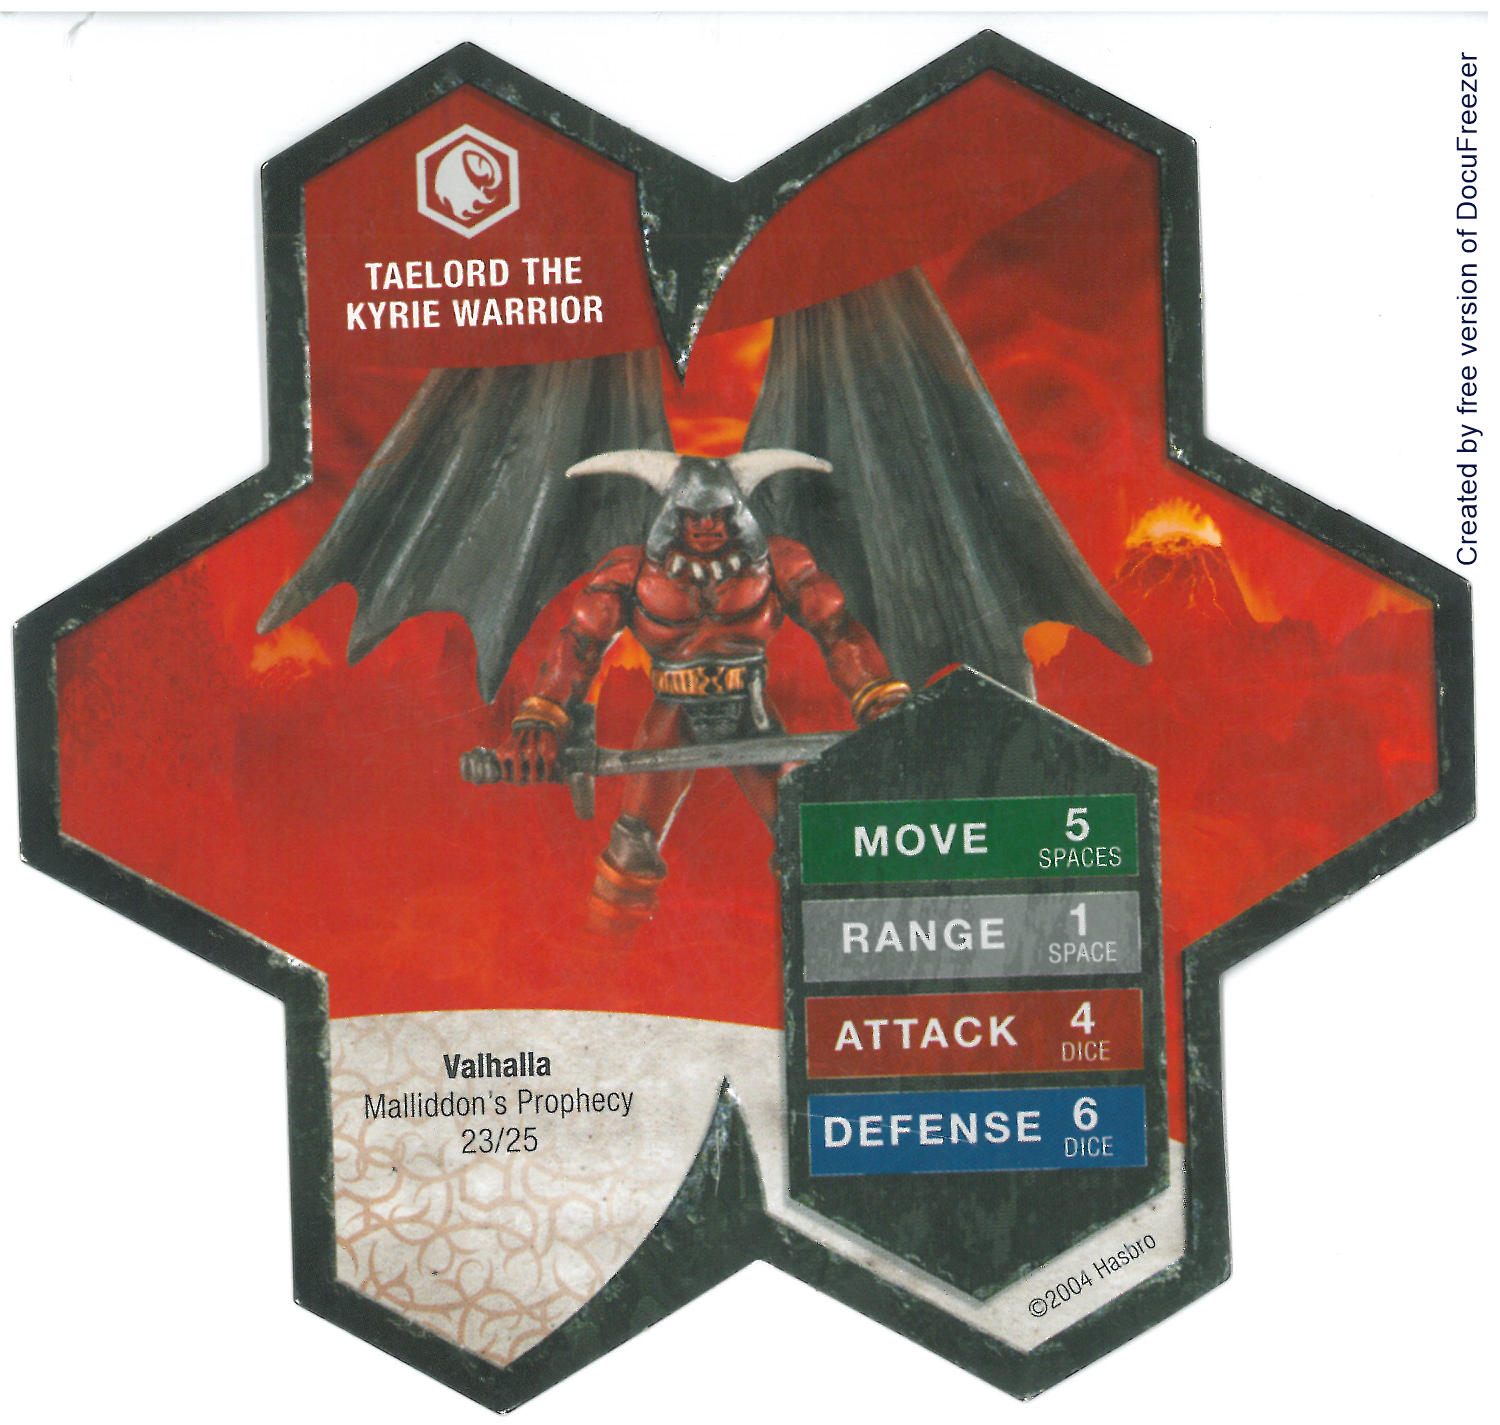 TAELORD THE
KYRIE WARRIOR
MOVE 5
SPACES
RANGE 1
SPACE
ATTACK 4
DICE
DEFENSE 6
DICE
Valhalla
Malliddon's Prophecy
23/25
©2004 Hasbro
Created by free version of DocuFreezer